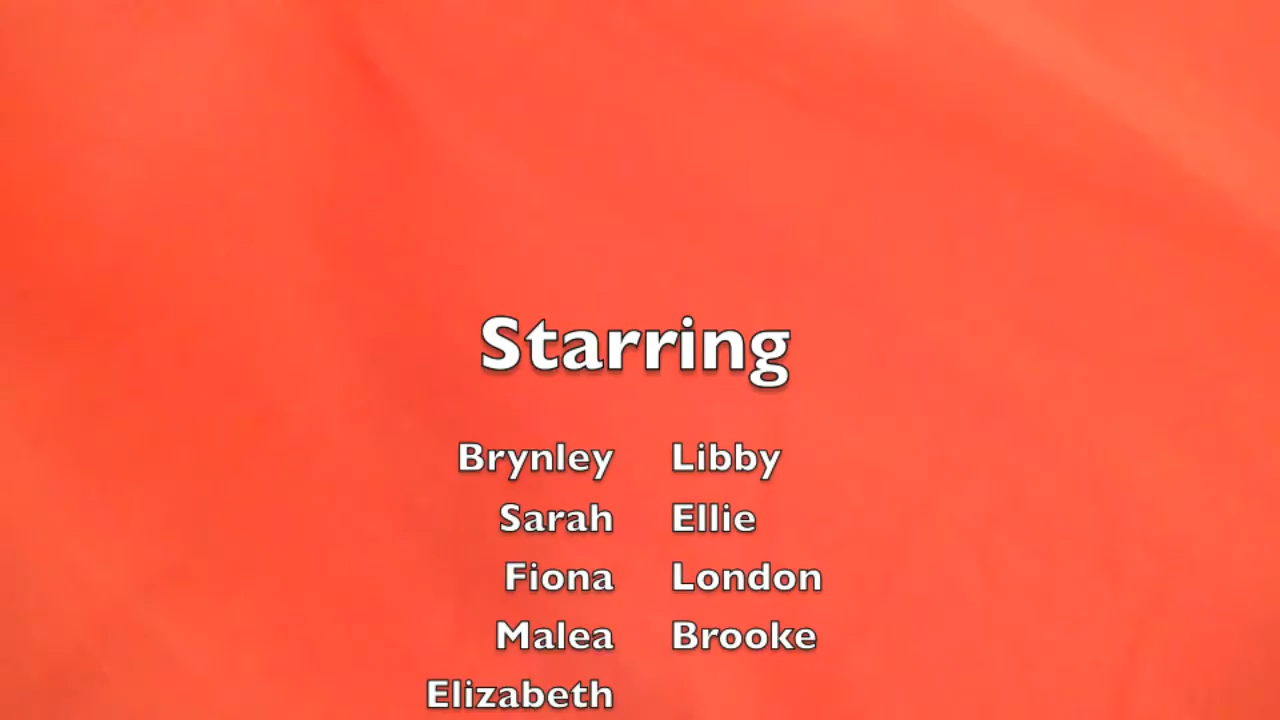 Starring
Brynley Libby
Sarah Ellie
Fiona London
Malea Brooke
Elizabeth